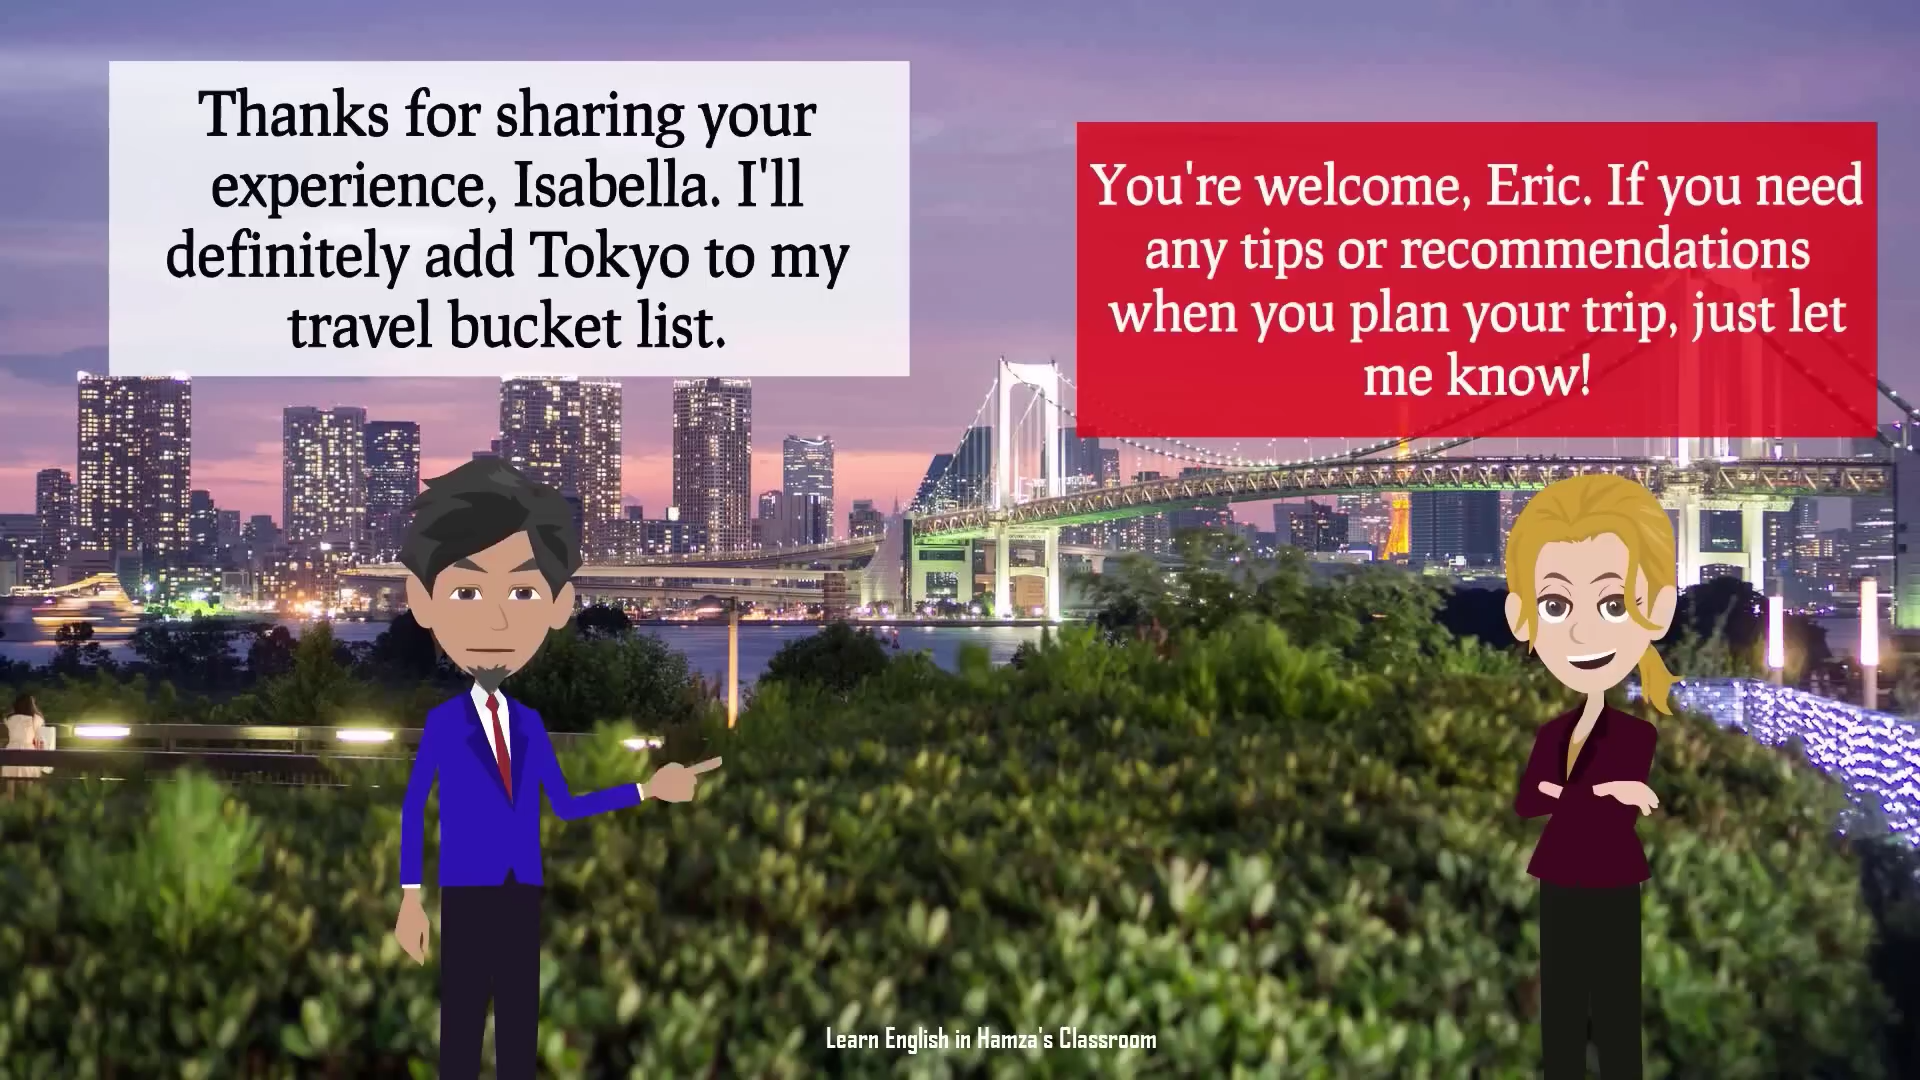 Thanks for sharing your
experience, Isabella. I'll
definitely add Tokyo to my
travel bucket list.
You're welcome, Eric. If you need
any tips or recommendations
when you plan your trip, just let
me know!
Learn English in Hamza's Classroom